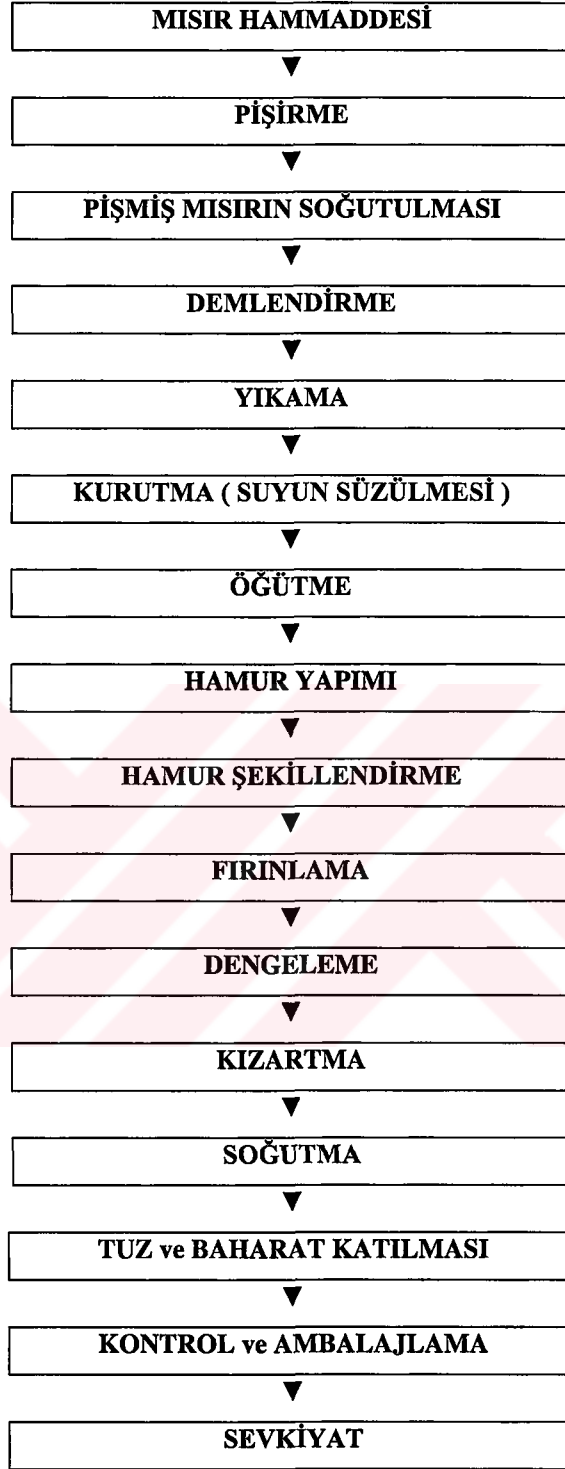 MISIR HAMMADDESİ
PİŞİRME
PİŞMİŞ MISIRIN SOĞUTULMASI
DEMLENDİRME
YIKAMA
KURUTMA ( SUYUN SÜZÜLMESİ )
ÖĞÜTME
HAMUR YAPIMI
HAMUR ŞEKİLLENDİRME
FIRINLAMA
DENGELEME
KIZARTMA
SOĞUTMA
TUZ ve BAHARAT KATILMASI
KONTROL ve AMBALAJLAMA
SEVKİYAT